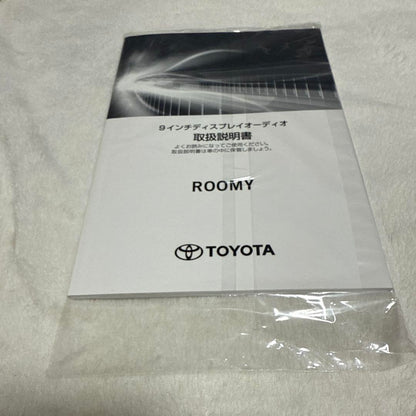 9インチディスプレイオーディオ
取扱説明書
よくお読みになってご使用ください。
取扱説明書は車の中に保管しましょう。
ROOMY
TOYOTA